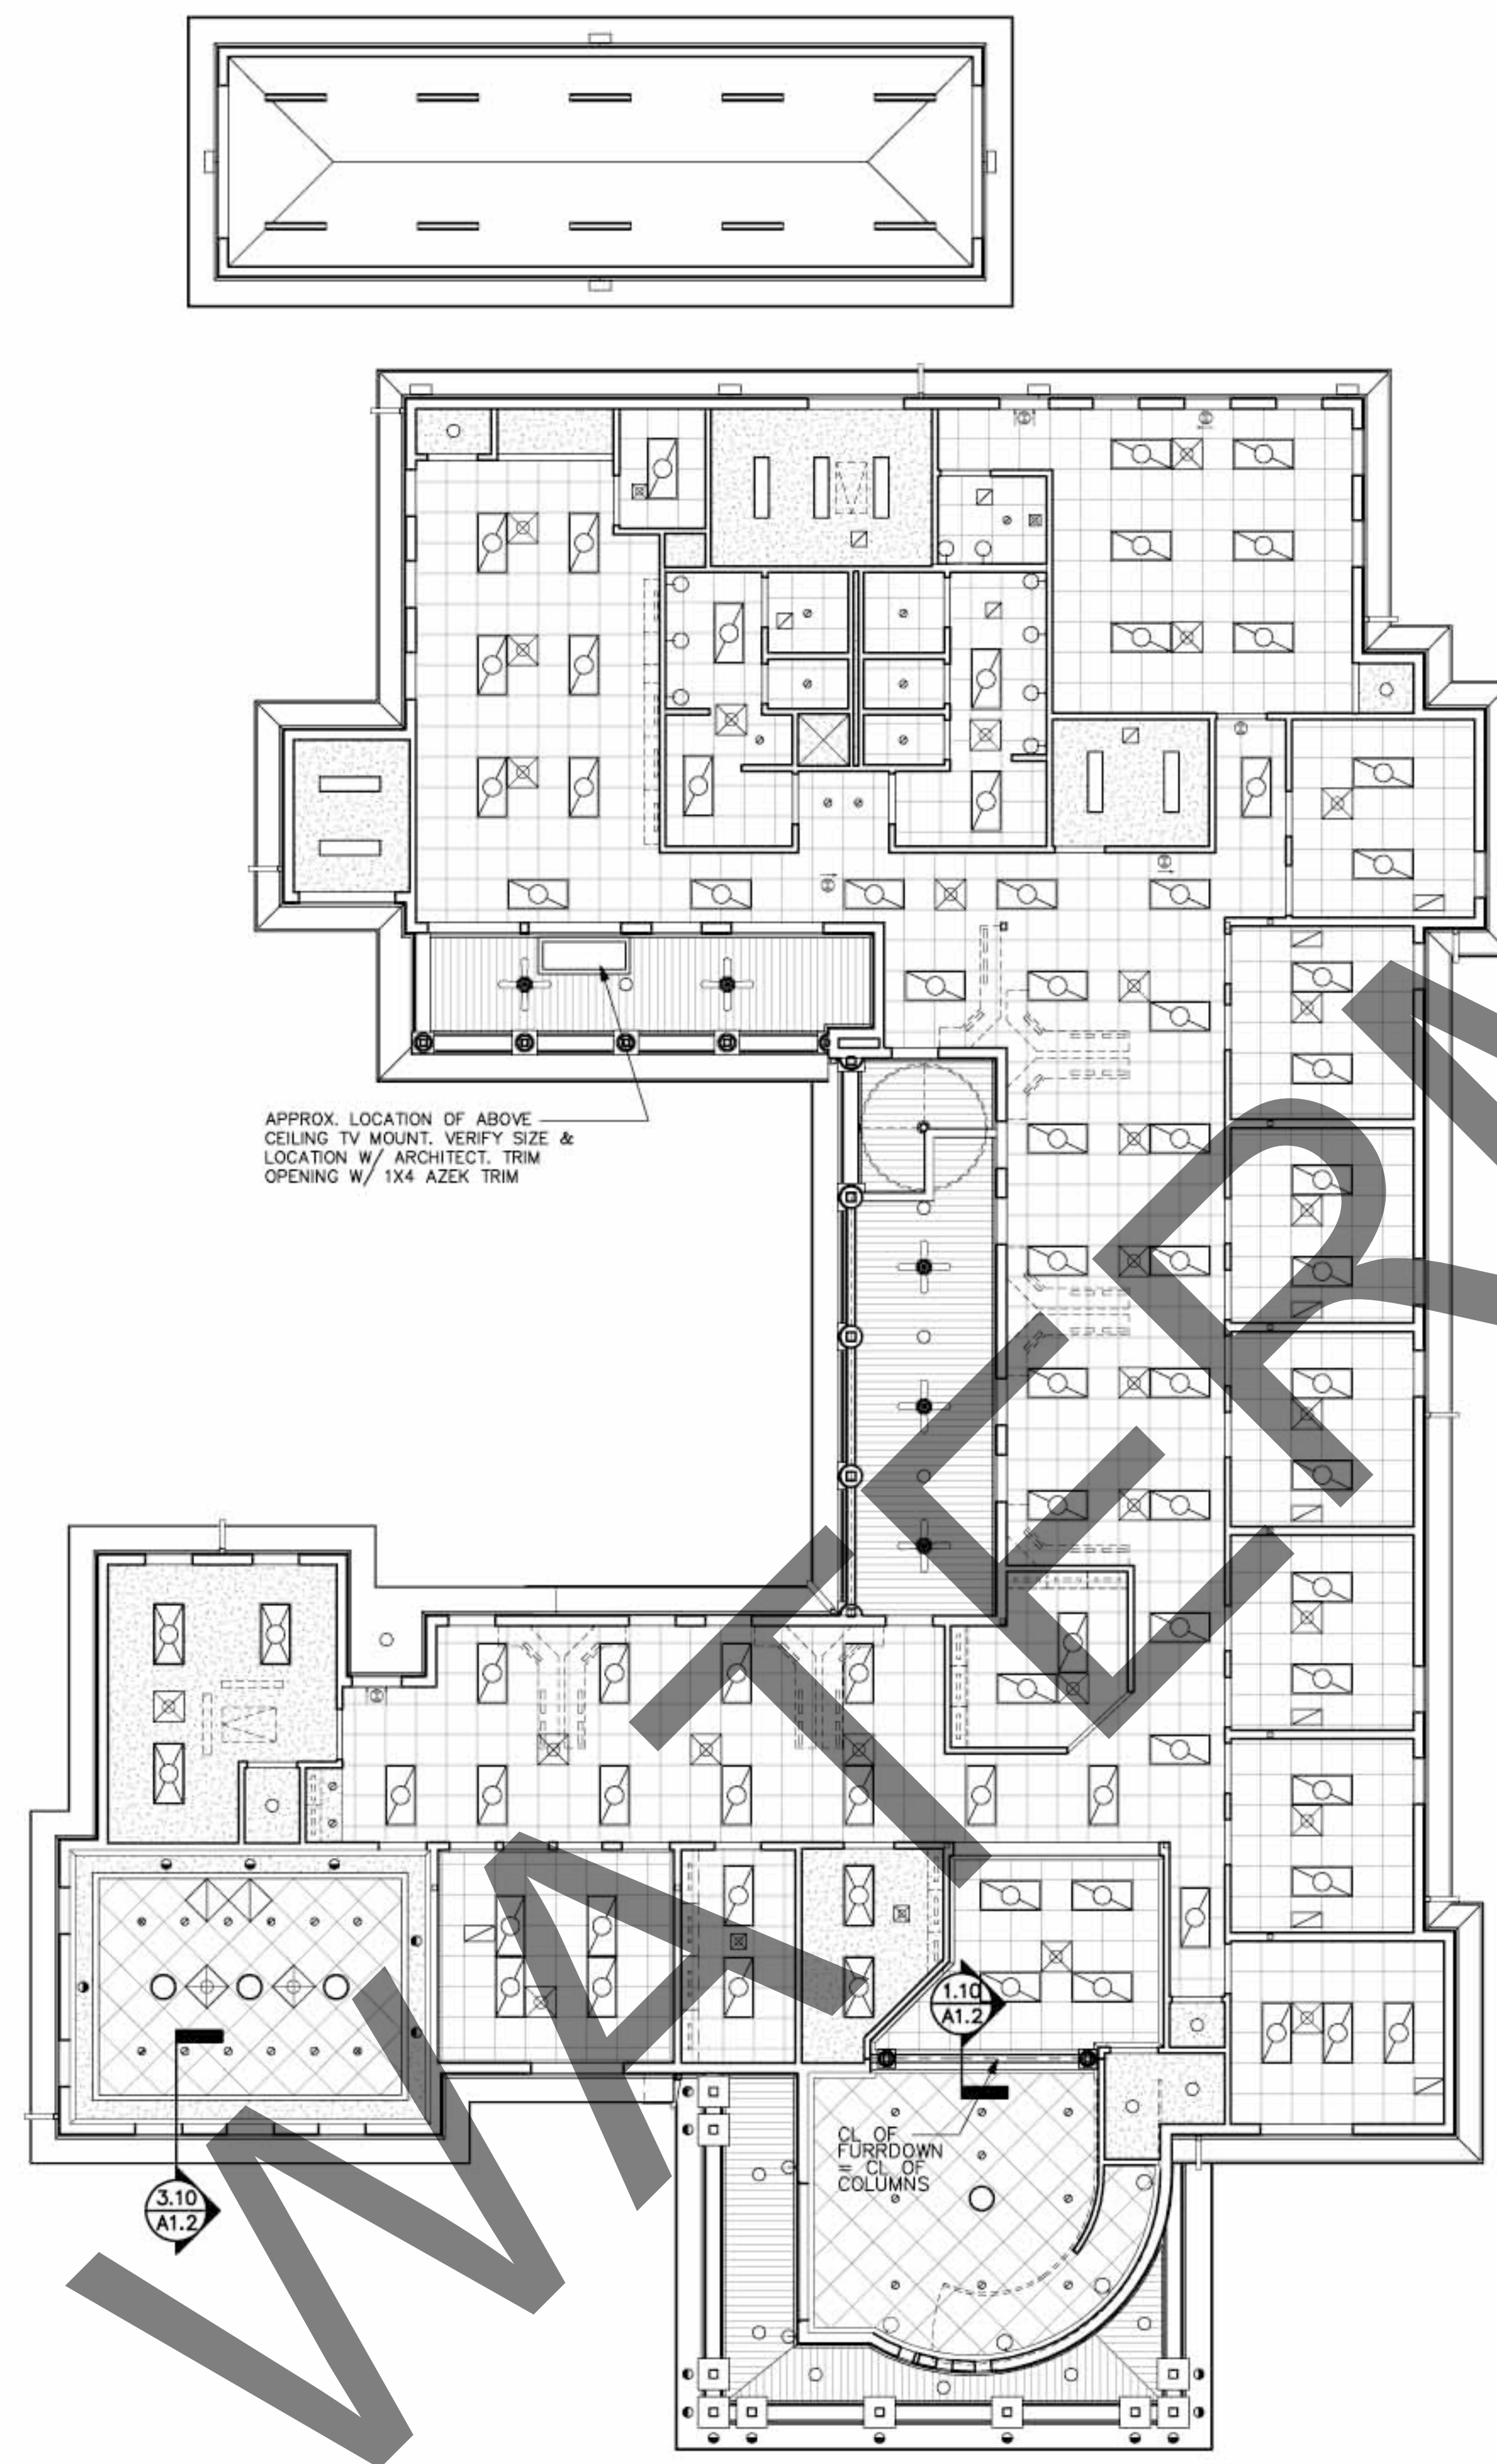 APPROX. LOCATION OF ABOVE
CEILING TV MOUNT. VERIFY SIZE &
LOCATION W/ ARCHITECT. TRIM
OPENING W/ 1X4 AZEK TRIM
1.10
A1.2
CL OF
FURRDOWN
= CL OF
COLUMNS
3.10
A1.2
WATERM